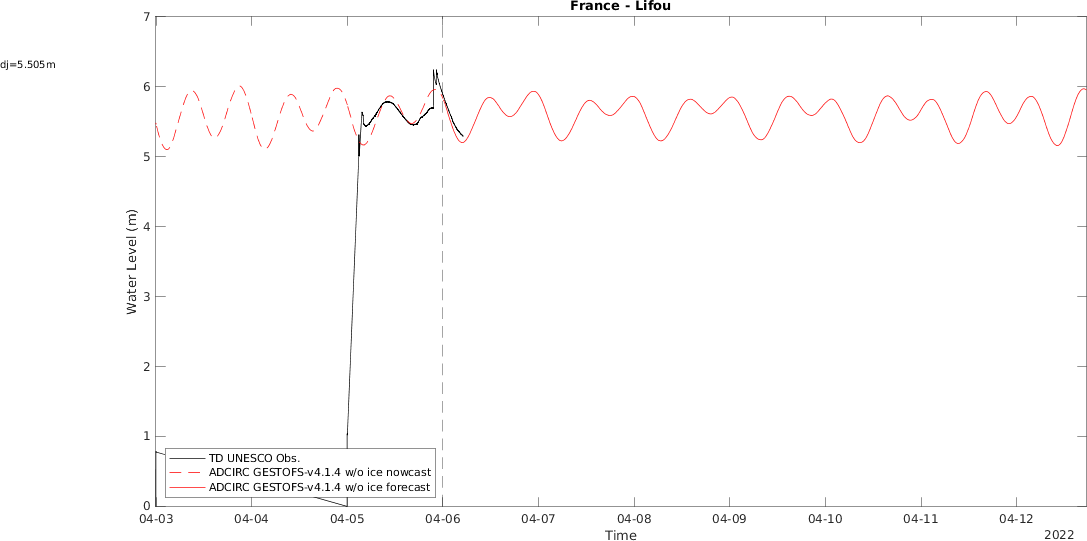 France - Lifou
dj=5.505m
7
6
5
4
3
2
1
0
Water Level (m)
TD UNESCO Obs.
ADCIRC GESTOFS-v4.1.4 w/o ice nowcast
ADCIRC GESTOFS-v4.1.4 w/o ice forecast
04-03 04-04 04-05 04-06 04-07 04-08 04-09 04-10 04-11 04-12
Time
2022